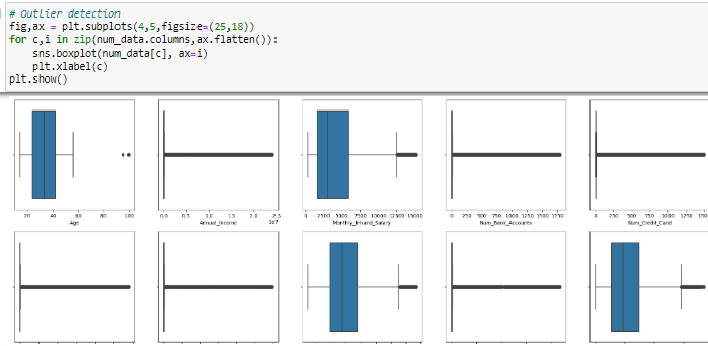 # Outlier detection
fig,ax = plt.subplots(4,5,figsize=(25,18))
for c,i in zip(num_data.columns,ax.flatten()):
    sns.boxplot(num_data[c], ax=i)
    plt.xlabel(c)
plt.show()
20 40 60 80 100
Age
0.0 0.5 1.0 1.5 2.0 2.5
1e7
Annual_Income
0 2500 5000 7500 10000 12500 15000
Monthly_Inhand_Salary
0 250 500 750 1000 1250 1500 1750
Num_Bank_Accounts
0 250 500 750 1000 1250
Num_Credit_Card